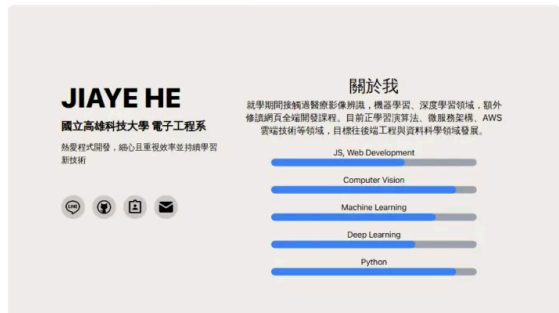 JIAYE HE
國立高雄科技大學 電子工程系
熱愛程式開發，細心且重視效率並持續學習
新技術
LINE
關於我
就學期間接觸過醫療影像辨識，機器學習、深度學習領域，額外
修讀網頁全端開發課程。目前正學習演算法、微服務架構、AWS
雲端技術等領域，目標往後端工程與資料科學領域發展。
JS, Web Development
Computer Vision
Machine Learning
Deep Learning
Python